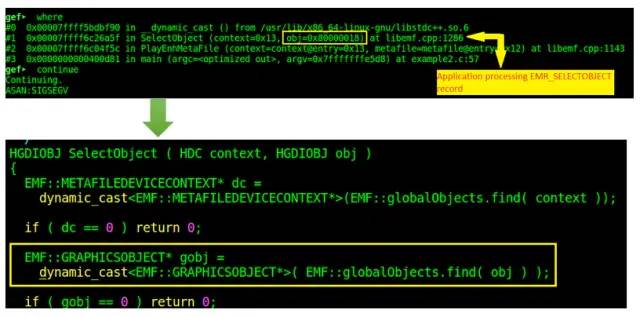 gef➤ where
#0 0x00007ffff5bdbf90 in __dynamic_cast () from /usr/lib/x86_64-linux-gnu/libstdc++.so.6
#1 0x00007ffff6c26a5f in SelectObject (context=0x13, obj=0x80000018) at libemf.cpp:1286
#2 0x00007ffff6c04f5c in PlayEnhMetaFile (context=context@entry=0x13, metafile=metafile@entry=0x12) at libemf.cpp:1143
#3 0x0000000000400d81 in main (argc=<optimized out>, argv=0x7fffffffe5d8) at example2.c:57
gef➤ continue
Continuing.
ASAN:SIGSEGV
Application processing EMR_SELECTOBJECT
record
}
HGDIOBJ SelectObject ( HDC context, HGDIOBJ obj )
{
EMF::METAFILEDEVICECONTEXT* dc =
dynamic_cast<EMF::METAFILEDEVICECONTEXT*>(EMF::globalObjects.find( context ));
if ( dc == 0 ) return 0;
EMF::GRAPHICSOBJECT* gobj =
dynamic_cast<EMF::GRAPHICSOBJECT*>( EMF::globalObjects.find( obj ) );
if ( gobj == 0 ) return 0;